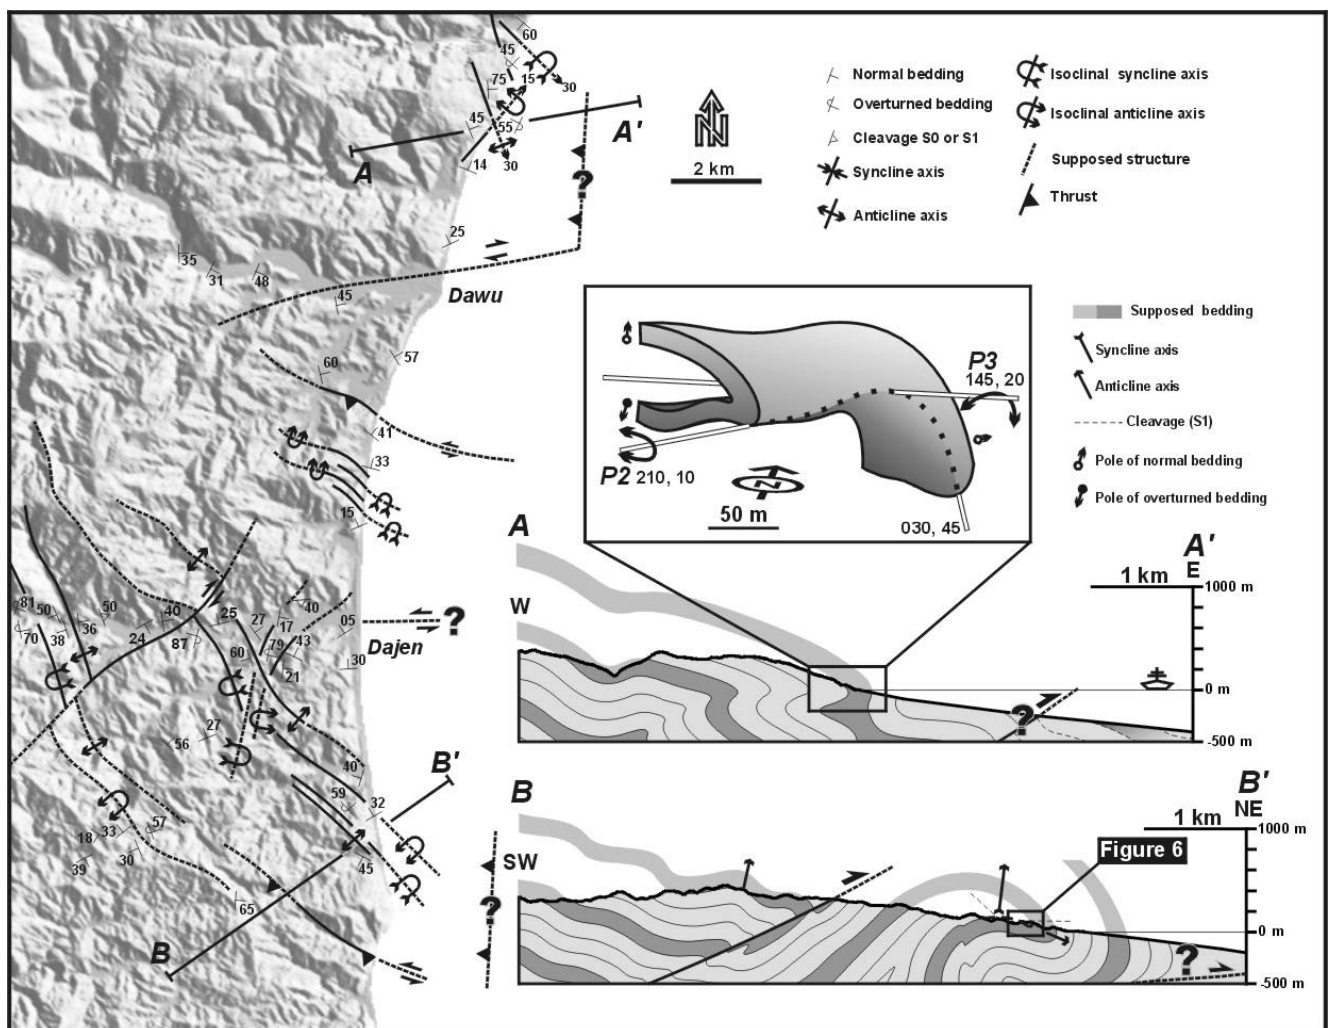 60
45
75
15
30
45
55
A'
A
14
30
?
2 km
Normal bedding
Overturned bedding
Cleavage S0 or S1
Syncline axis
Anticline axis
Isoclinal syncline axis
Isoclinal anticline axis
Supposed structure
Thrust
25
35
31
48
45
Dawu
57
60
41
33
15
P3
145, 20
P2 210, 10
N
50 m
030, 45
Supposed bedding
Syncline axis
Anticline axis
Cleavage (S1)
Pole of normal bedding
Pole of overturned bedding
81
50
70
38
36
50
24
40
87
25
27
40
17
79
43
60
21
05
?
Dajen
30
56
27
40
59
32
B'
45
18
33
57
39
30
65
B
?
A
W
A'
E
1 km
1000 m
0 m
-500 m
?
B
SW
B'
NE
1 km
1000 m
Figure 6
0 m
?
-500 m